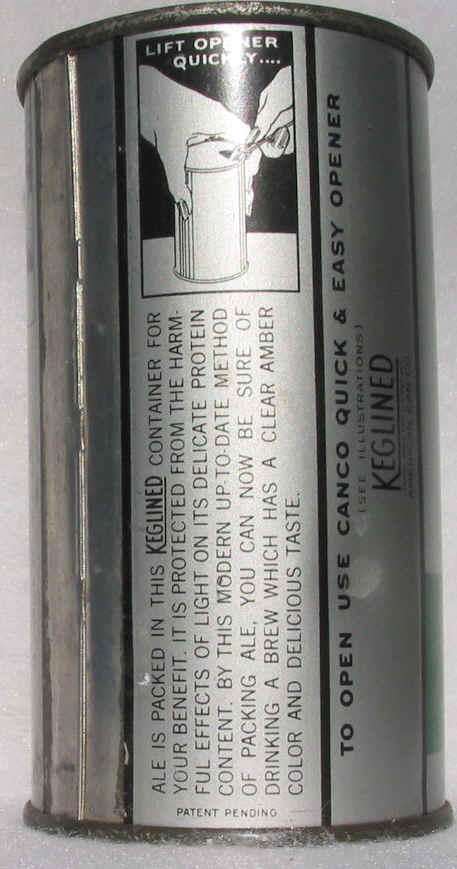 LIFT OPENER
QUICKLY....
ALE IS PACKED IN THIS KEGLINED CONTAINER FOR
YOUR BENEFIT. IT IS PROTECTED FROM THE HARM-
FUL EFFECTS OF LIGHT ON ITS DELICATE PROTEIN
CONTENT. BY THIS MODERN UP-TO-DATE METHOD
OF PACKING ALE, YOU CAN NOW BE SURE OF
DRINKING A BREW WHICH HAS A CLEAR AMBER
COLOR AND DELICIOUS TASTE.
PATENT PENDING
TO OPEN USE CANCO QUICK & EASY OPENER
(SEE ILLUSTRATIONS)
KEGLINED
AMERICAN CAN CO.